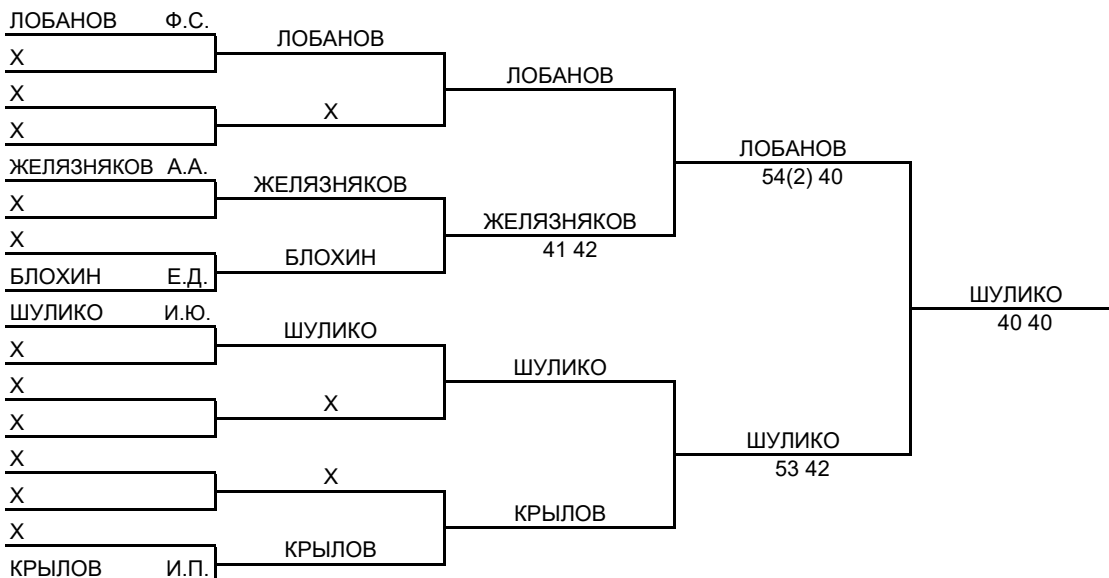 ЛОБАНОВ Ф.С.
X
X
X
ЖЕЛЯЗНЯКОВ А.А.
X
X
БЛОХИН Е.Д.
ШУЛИКО И.Ю.
X
X
X
X
X
X
КРЫЛОВ И.П.
ЛОБАНОВ
X
ЖЕЛЯЗНЯКОВ
БЛОХИН
ШУЛИКО
X
X
КРЫЛОВ
ЛОБАНОВ
ЖЕЛЯЗНЯКОВ
41 42
ШУЛИКО
КРЫЛОВ
ЛОБАНОВ
54(2) 40
ШУЛИКО
53 42
ШУЛИКО
40 40